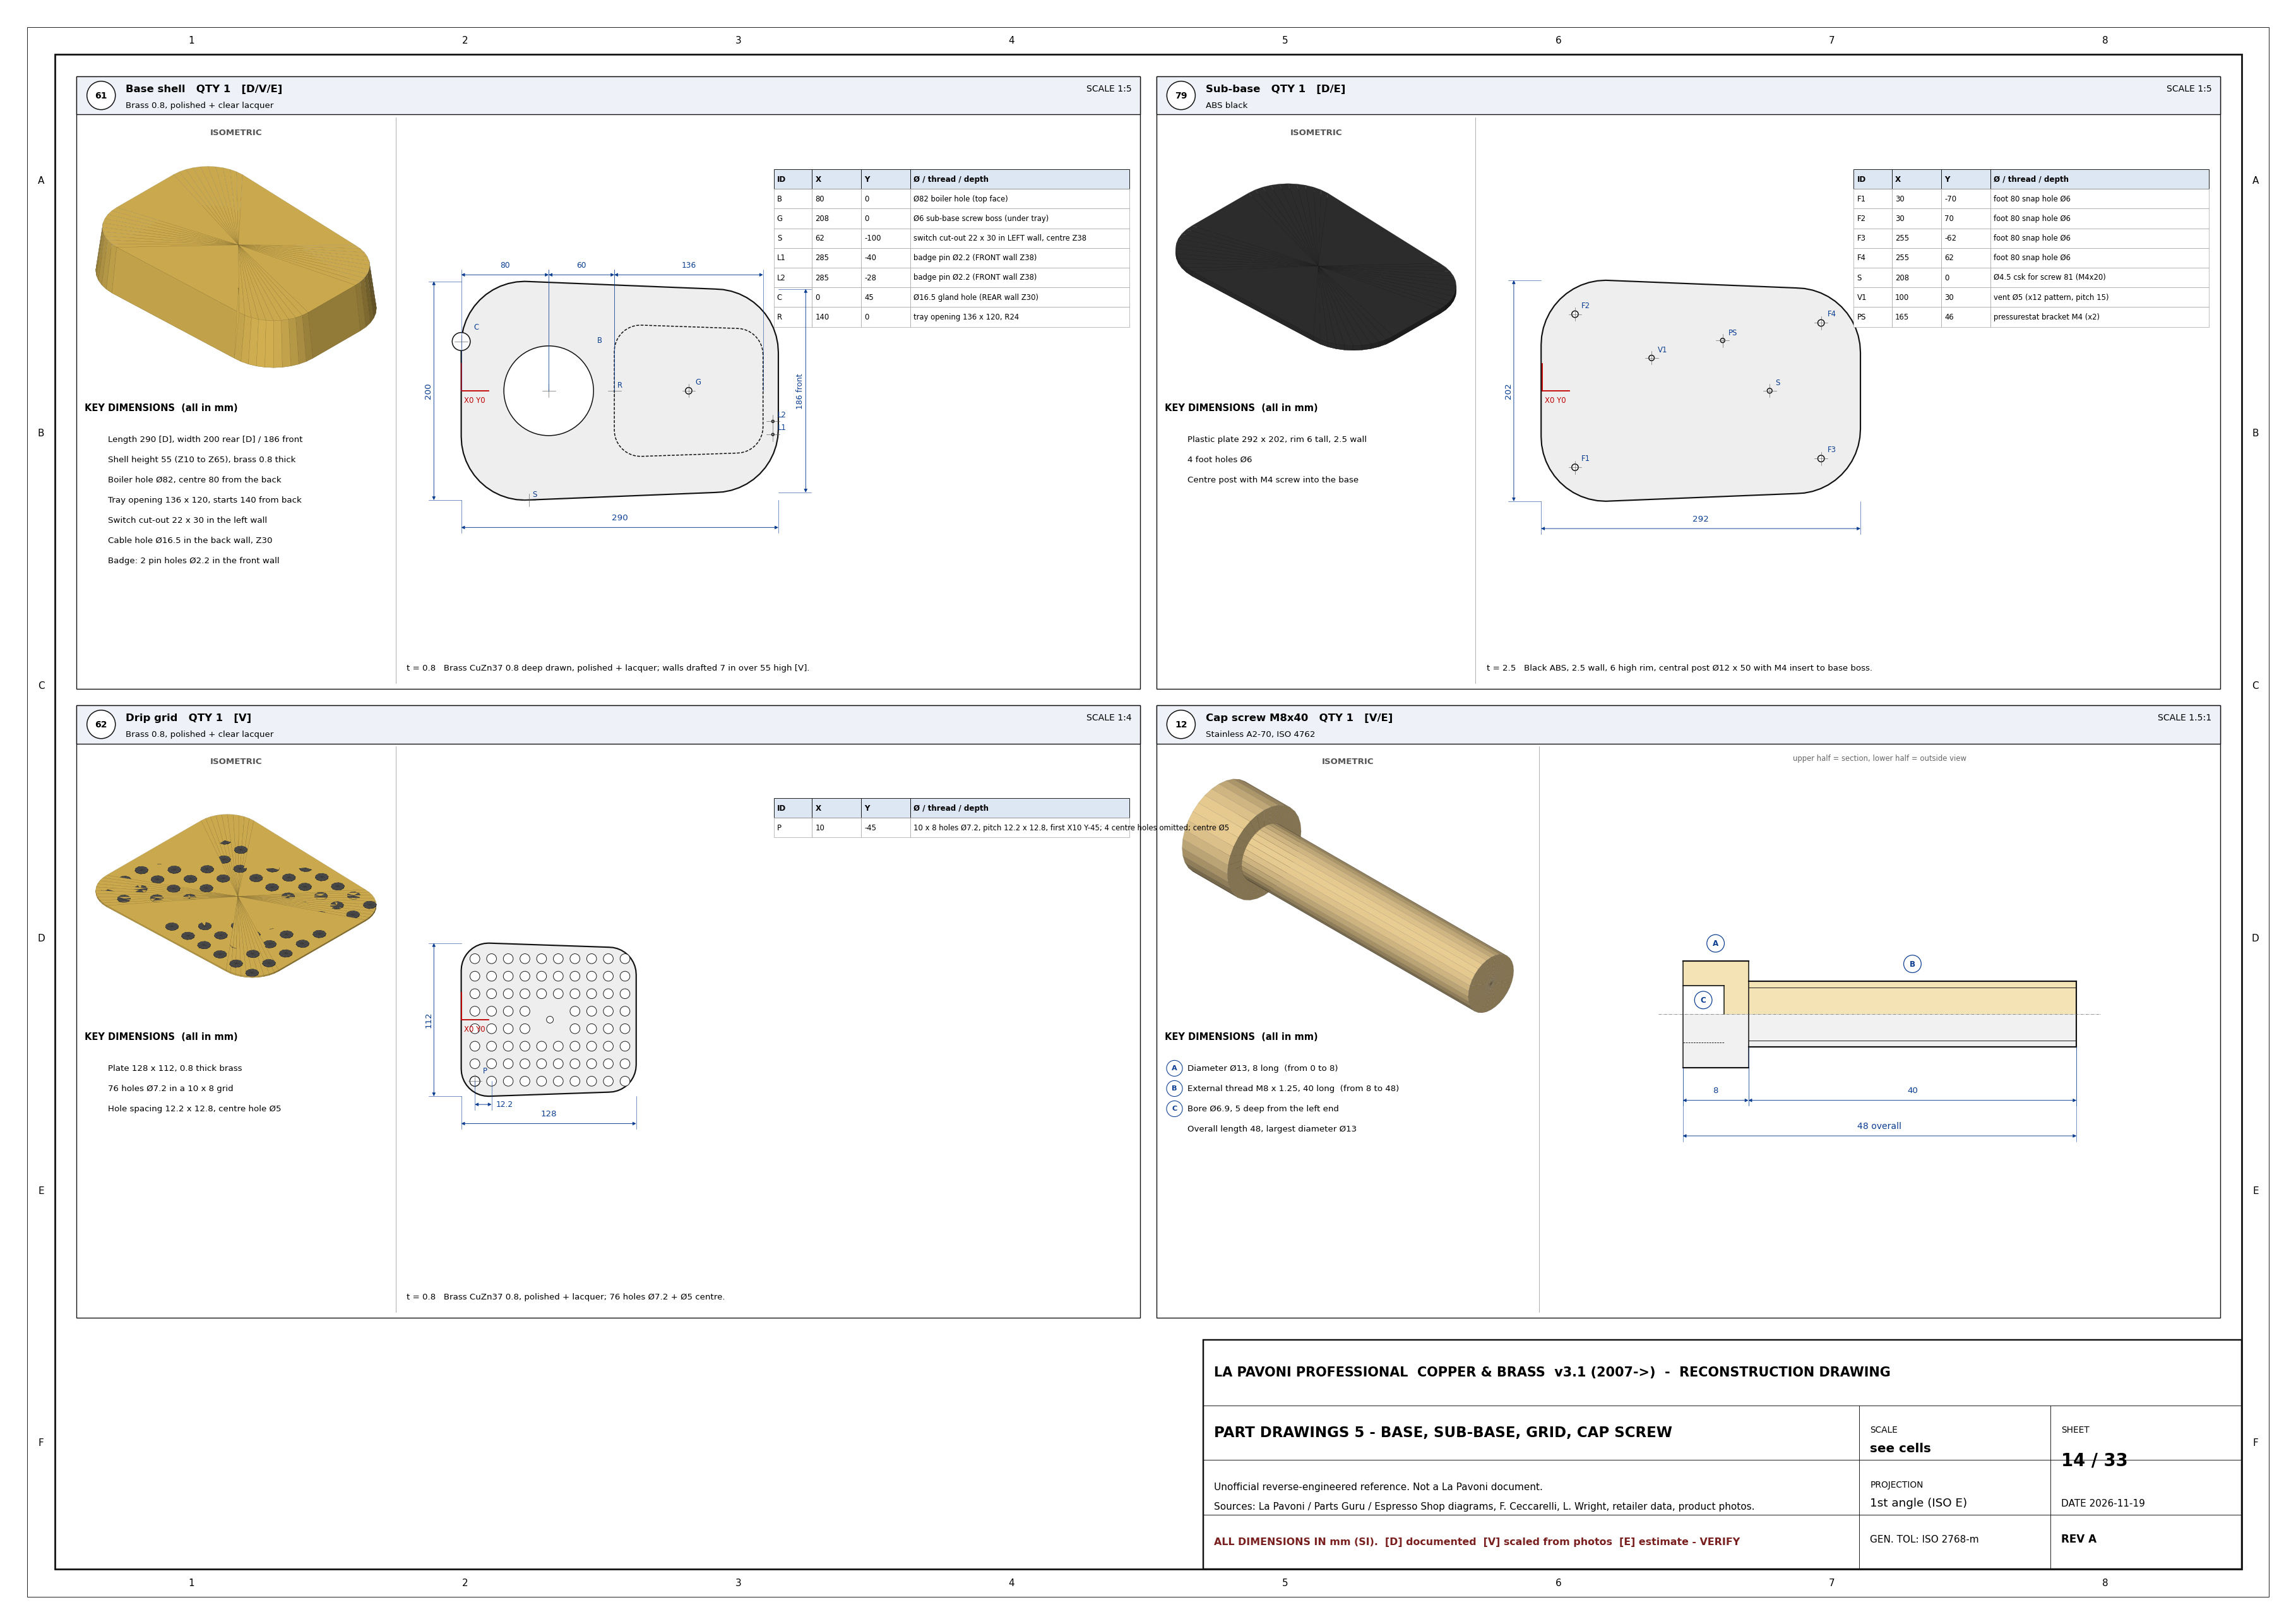 1 2 3 4 5 6 7 8
A A
B B
C C
D D
E E
F F
61 Base shell QTY 1 [D/V/E] SCALE 1:5
Brass 0.8, polished + clear lacquer
ISOMETRIC
KEY DIMENSIONS (all in mm)
Length 290 [D], width 200 rear [D] / 186 front
Shell height 55 (Z10 to Z65), brass 0.8 thick
Boiler hole Ø82, centre 80 from the back
Tray opening 136 x 120, starts 140 from back
Switch cut-out 22 x 30 in the left wall
Cable hole Ø16.5 in the back wall, Z30
Badge: 2 pin holes Ø2.2 in the front wall
80 60 136
C
B
R
G
L2
L1
S
X0 Y0
200
186 front
290
ID X Y Ø / thread / depth
B 80 0 Ø82 boiler hole (top face)
G 208 0 Ø6 sub-base screw boss (under tray)
S 62 -100 switch cut-out 22 x 30 in LEFT wall, centre Z38
L1 285 -40 badge pin Ø2.2 (FRONT wall Z38)
L2 285 -28 badge pin Ø2.2 (FRONT wall Z38)
C 0 45 Ø16.5 gland hole (REAR wall Z30)
R 140 0 tray opening 136 x 120, R24
t = 0.8 Brass CuZn37 0.8 deep drawn, polished + lacquer; walls drafted 7 in over 55 high [V].
79 Sub-base QTY 1 [D/E] SCALE 1:5
ABS black
ISOMETRIC
KEY DIMENSIONS (all in mm)
Plastic plate 292 x 202, rim 6 tall, 2.5 wall
4 foot holes Ø6
Centre post with M4 screw into the base
F2
F4
PS
V1
S
X0 Y0
F3
F1
202
292
ID X Y Ø / thread / depth
F1 30 -70 foot 80 snap hole Ø6
F2 30 70 foot 80 snap hole Ø6
F3 255 -62 foot 80 snap hole Ø6
F4 255 62 foot 80 snap hole Ø6
S 208 0 Ø4.5 csk for screw 81 (M4x20)
V1 100 30 vent Ø5 (x12 pattern, pitch 15)
PS 165 46 pressurestat bracket M4 (x2)
t = 2.5 Black ABS, 2.5 wall, 6 high rim, central post Ø12 x 50 with M4 insert to base boss.
62 Drip grid QTY 1 [V] SCALE 1:4
Brass 0.8, polished + clear lacquer
ISOMETRIC
KEY DIMENSIONS (all in mm)
Plate 128 x 112, 0.8 thick brass
76 holes Ø7.2 in a 10 x 8 grid
Hole spacing 12.2 x 12.8, centre hole Ø5
112
X0 Y0
P
12.2
128
ID X Y Ø / thread / depth
P 10 -45 10 x 8 holes Ø7.2, pitch 12.2 x 12.8, first X10 Y-45; 4 centre holes omitted; centre Ø5
t = 0.8 Brass CuZn37 0.8, polished + lacquer; 76 holes Ø7.2 + Ø5 centre.
12 Cap screw M8x40 QTY 1 [V/E] SCALE 1.5:1
Stainless A2-70, ISO 4762
ISOMETRIC
upper half = section, lower half = outside view
KEY DIMENSIONS (all in mm)
A Diameter Ø13, 8 long (from 0 to 8)
B External thread M8 x 1.25, 40 long (from 8 to 48)
C Bore Ø6.9, 5 deep from the left end
Overall length 48, largest diameter Ø13
A
B
C
8 40
48 overall
LA PAVONI PROFESSIONAL COPPER & BRASS v3.1 (2007->) - RECONSTRUCTION DRAWING
PART DRAWINGS 5 - BASE, SUB-BASE, GRID, CAP SCREW
SCALE
see cells
SHEET
14 / 33
Unofficial reverse-engineered reference. Not a La Pavoni document.
Sources: La Pavoni / Parts Guru / Espresso Shop diagrams, F. Ceccarelli, L. Wright, retailer data, product photos.
PROJECTION
1st angle (ISO E)
DATE 2026-11-19
ALL DIMENSIONS IN mm (SI). [D] documented [V] scaled from photos [E] estimate - VERIFY
GEN. TOL: ISO 2768-m
REV A
1 2 3 4 5 6 7 8